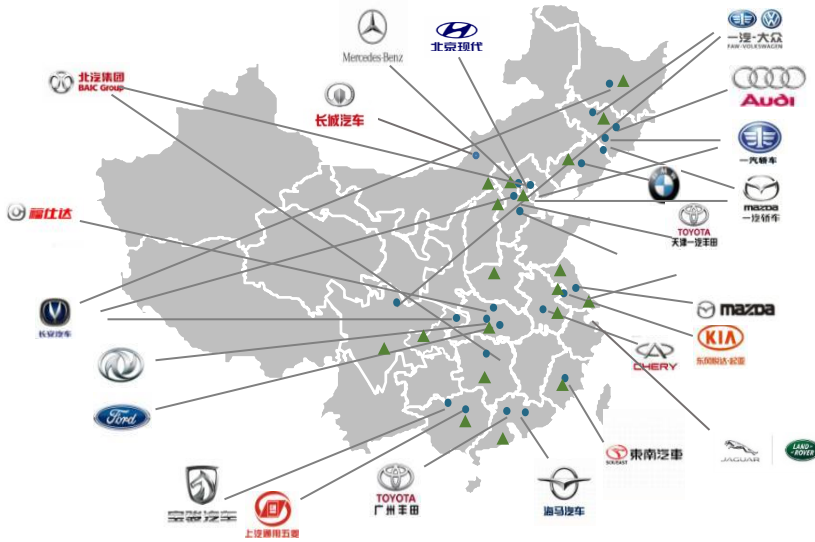 Mercedes-Benz
北京现代
一汽-大众
FAW-VOLKSWAGEN
北汽集团
BAIC Group
长城汽车
Audi
一汽轿车
福仕达
mazda
一汽轿车
TOYOTA
天津一汽丰田
长安汽车
mazda
KIA
东风悦达·起亚
CHERY
Ford
SOUEAST
東南汽車
JAGUAR
LAND-
ROVER
宝骏汽车
上汽通用五菱
TOYOTA
广州丰田
海马汽车